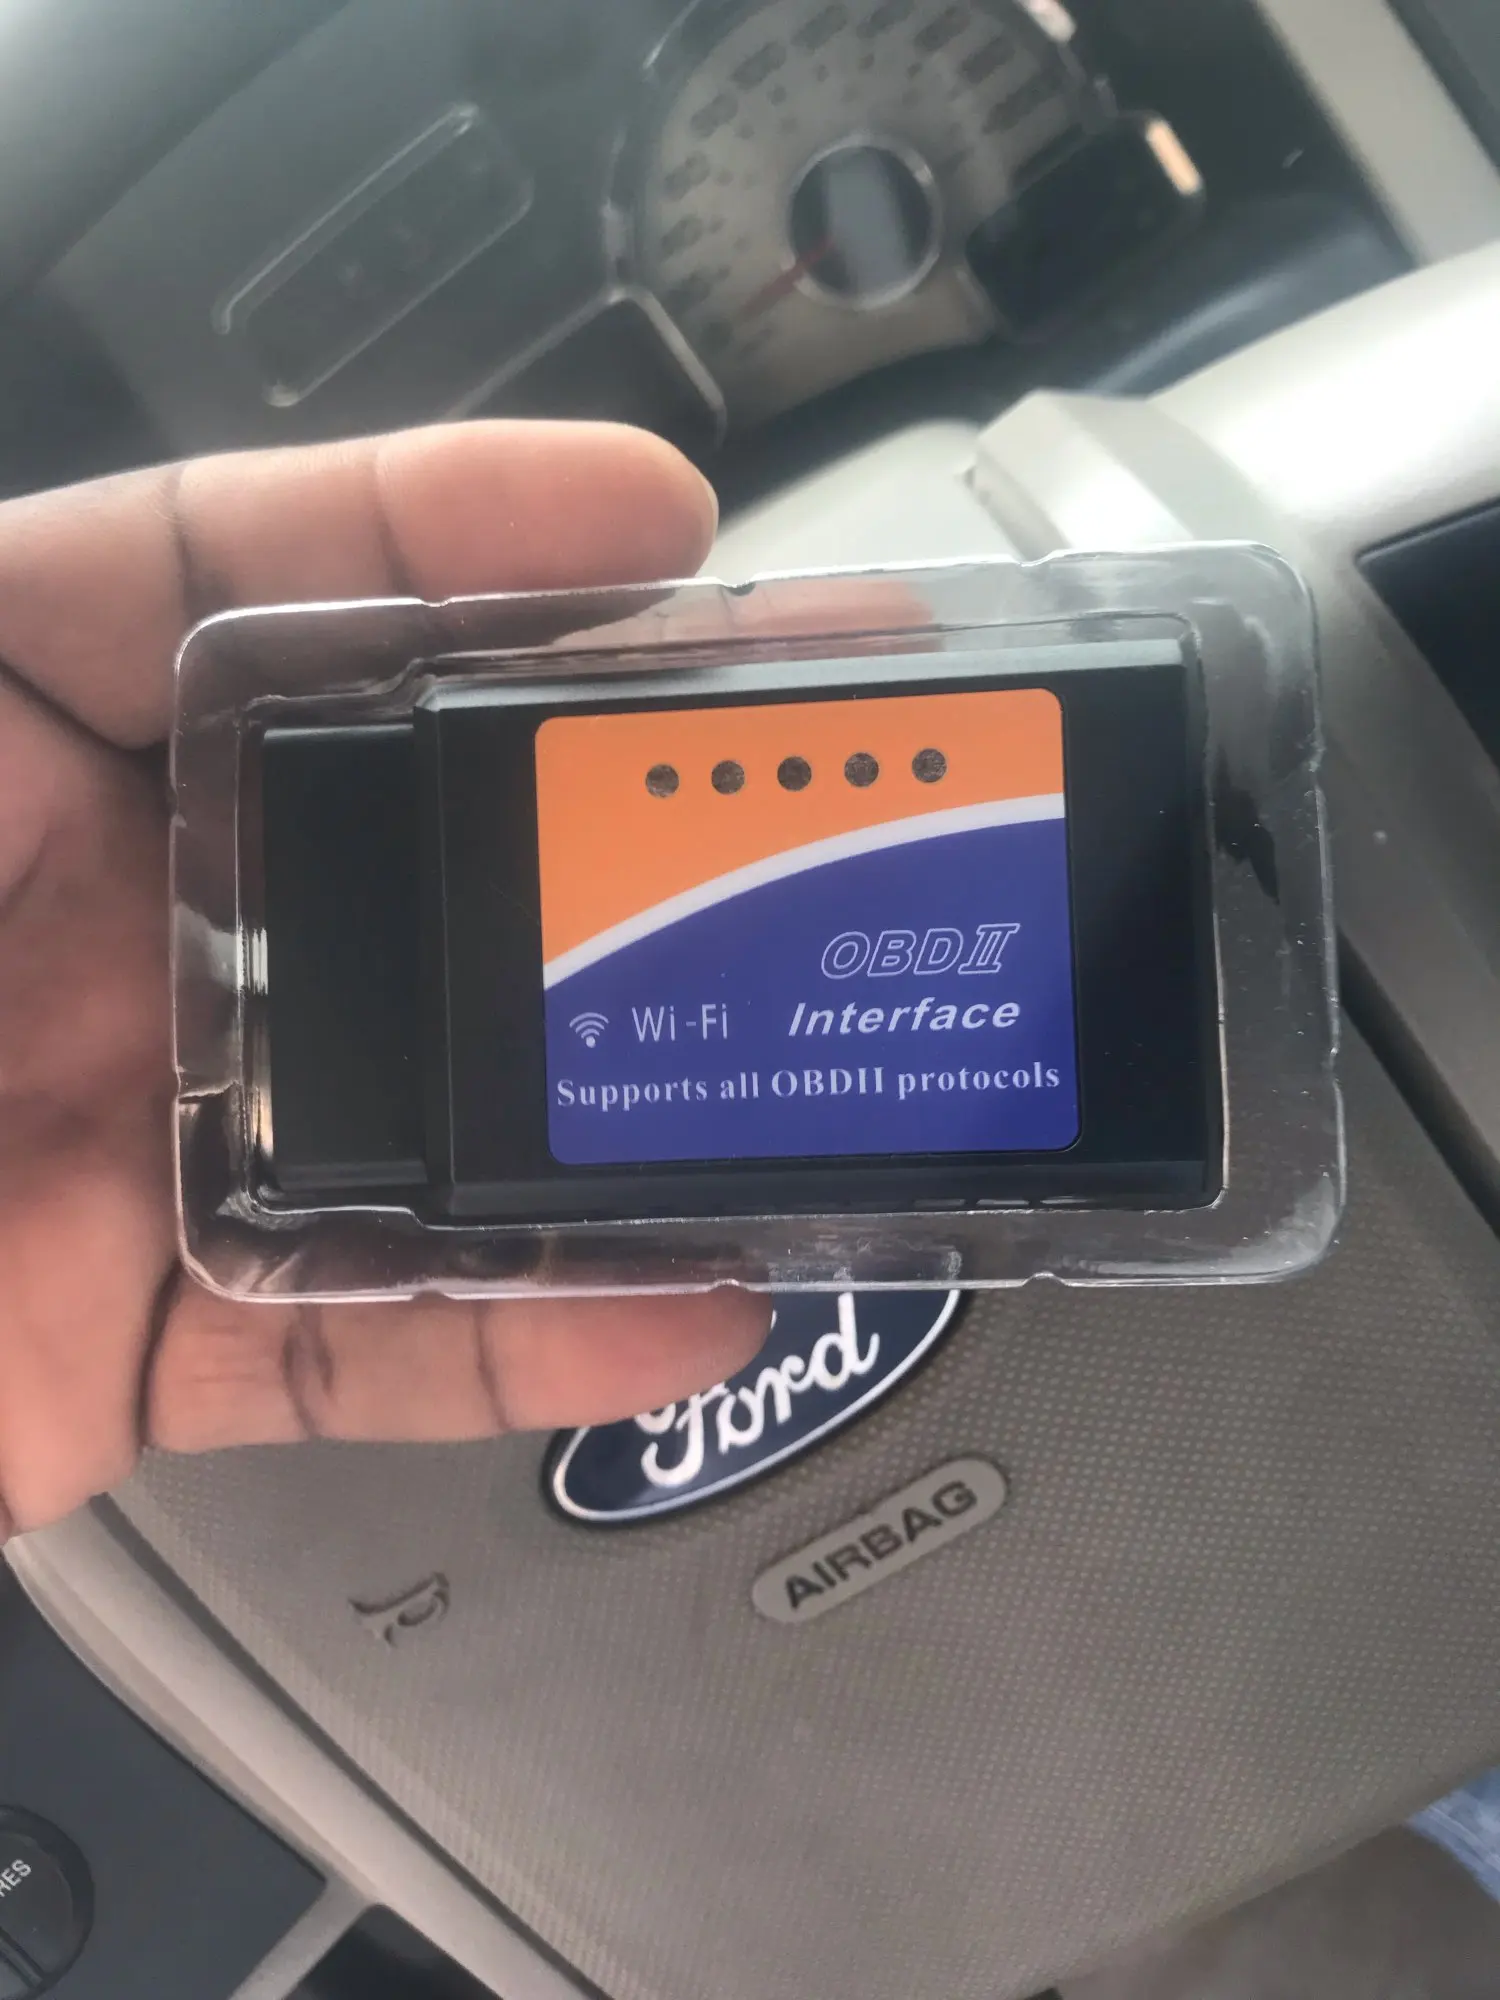 OBDII
Wi-Fi Interface
Supports all OBDII protocols
Ford
AIRBAG